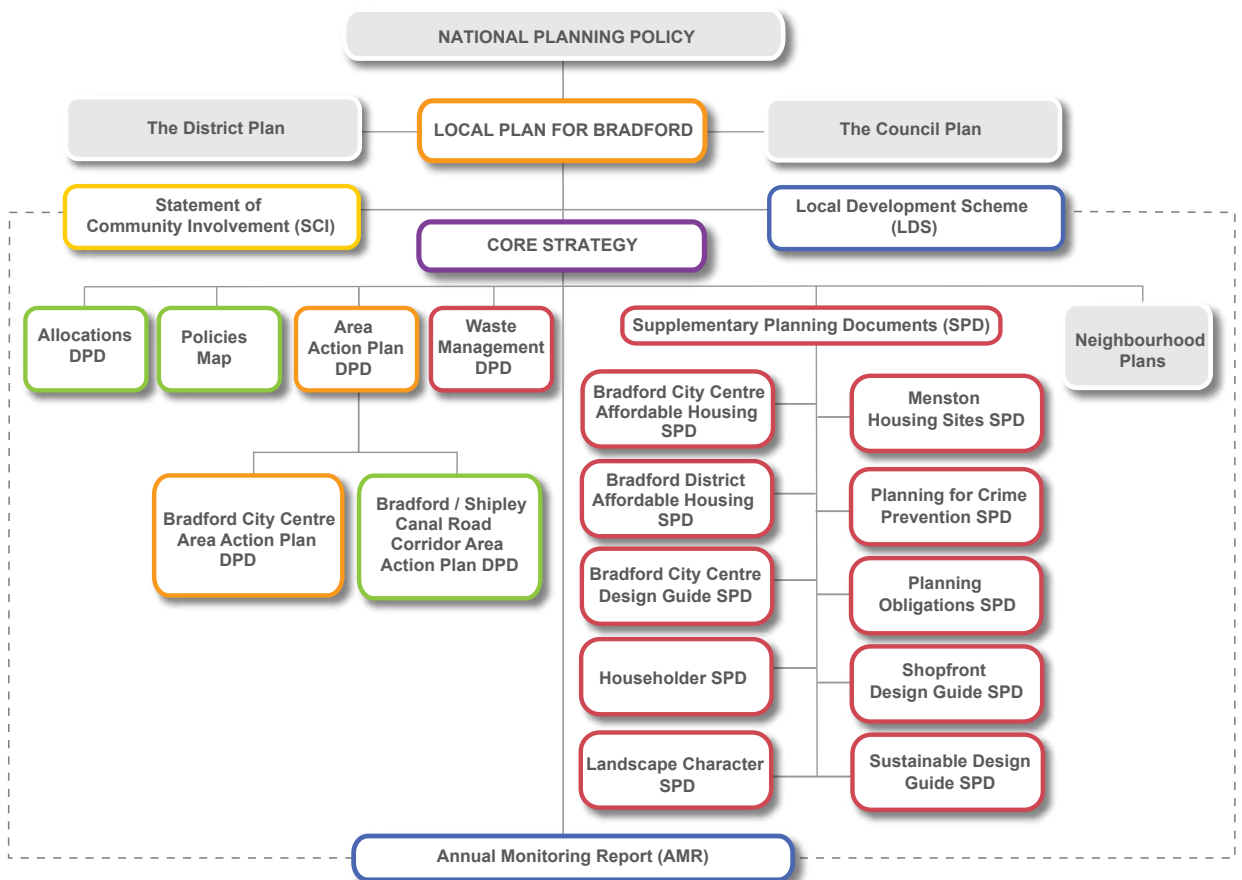 NATIONAL PLANNING POLICY
The District Plan
LOCAL PLAN FOR BRADFORD
The Council Plan
Statement of
Community Involvement (SCI)
Local Development Scheme
(LDS)
CORE STRATEGY
Allocations
DPD
Policies
Map
Area
Action Plan
DPD
Waste
Management
DPD
Supplementary Planning Documents (SPD)
Neighbourhood
Plans
Bradford City Centre
Affordable Housing
SPD
Menston
Housing Sites SPD
Bradford City Centre
Area Action Plan
DPD
Bradford / Shipley
Canal Road
Corridor Area
Action Plan DPD
Bradford District
Affordable Housing
SPD
Planning for Crime
Prevention SPD
Bradford City Centre
Design Guide SPD
Planning
Obligations SPD
Householder SPD
Shopfront
Design Guide SPD
Landscape Character
SPD
Sustainable Design
Guide SPD
Annual Monitoring Report (AMR)